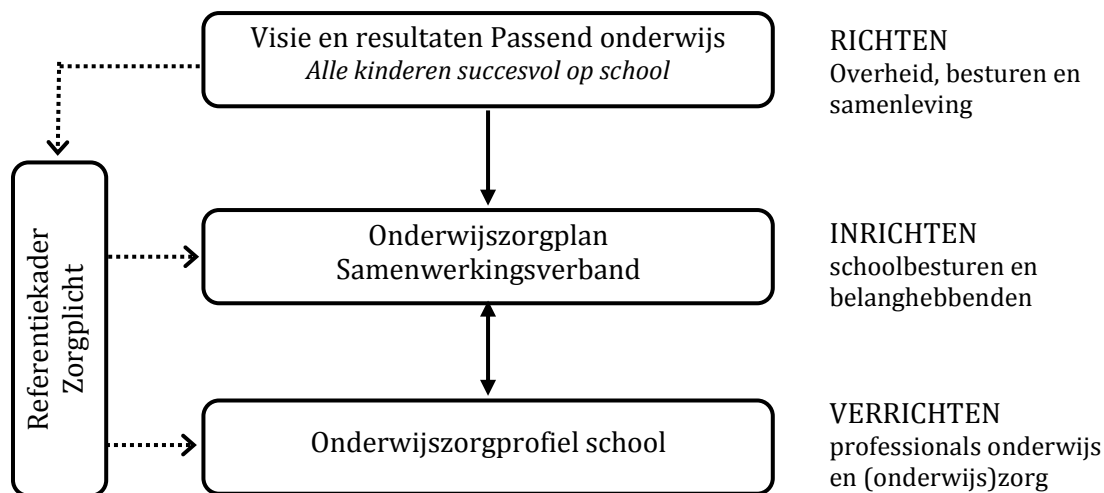 Visie en resultaten Passend onderwijs
Alle kinderen succesvol op school
RICHTEN
Overheid, besturen en
samenleving
Referentiekader
Zorgplicht
Onderwijszorgplan
Samenwerkingsverband
INRICHTEN
schoolbesturen en
belanghebbenden
Onderwijszorgprofiel school
VERRICHTEN
professionals onderwijs
en (onderwijs)zorg